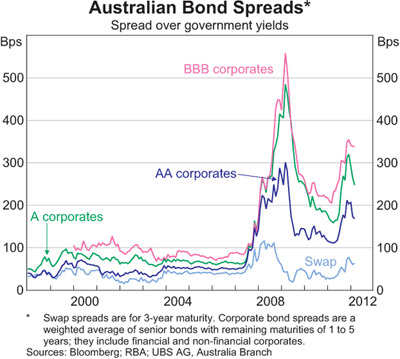 Australian Bond Spreads*
Spread over government yields
Bps
Bps
BBB corporates
500
500
400
400
300
300
AA corporates
200
200
A corporates
100
100
Swap
0
0
2000
2004
2008
2012
* Swap spreads are for 3-year maturity. Corporate bond spreads are a
weighted average of senior bonds with remaining maturities of 1 to 5
years; they include financial and non-financial corporates.
Sources: Bloomberg; RBA; UBS AG, Australia Branch